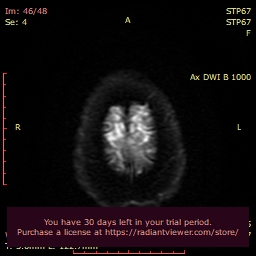 Im: 46/48
Se: 4
STP67
STP67
F
A
Ax DWI B 1000
R
L
You have 30 days left in your trial period.
Purchase a license at https://radiantviewer.com/store/